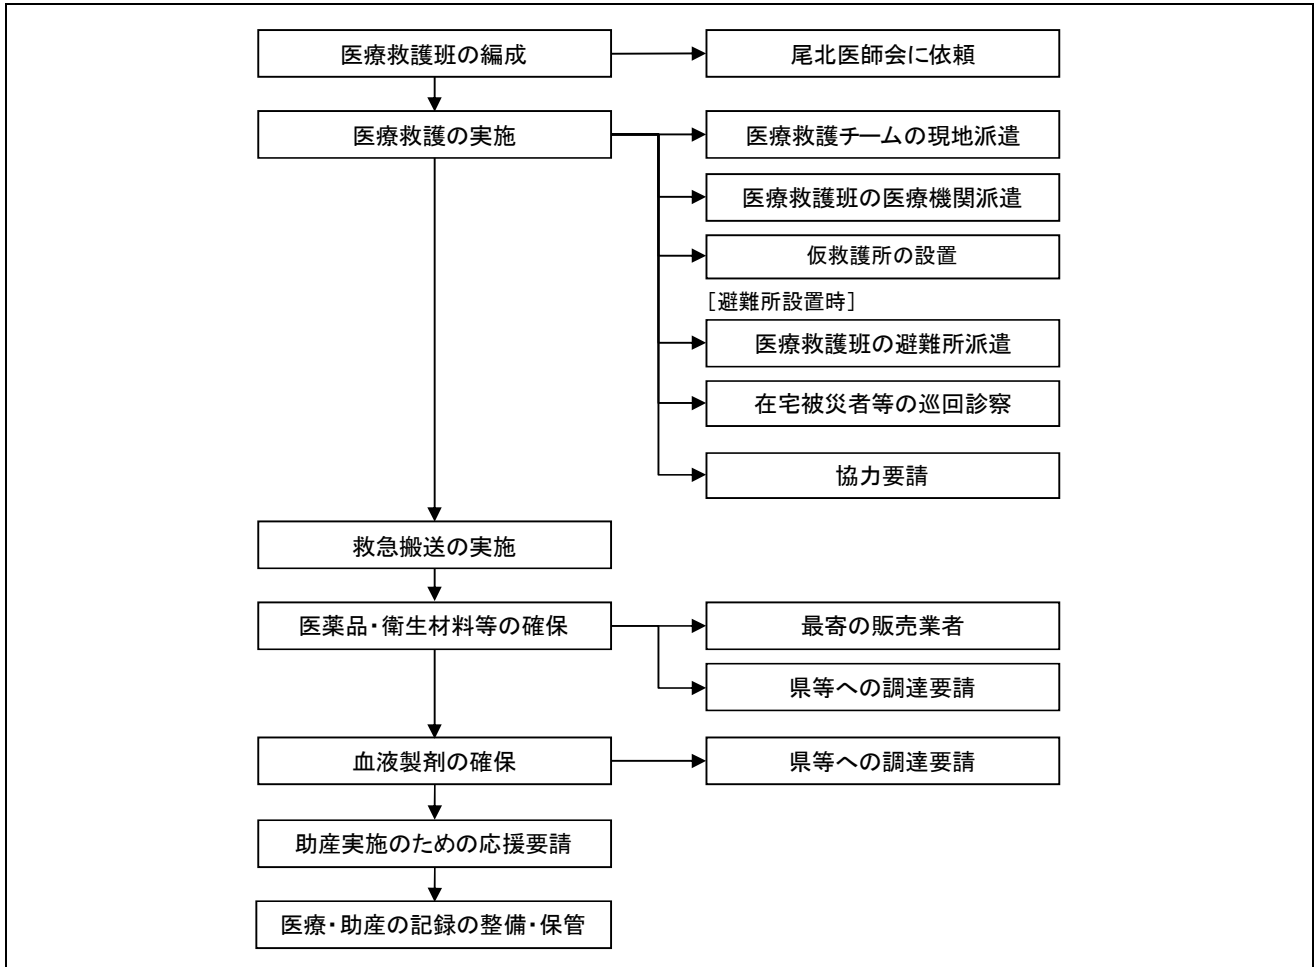 医療救護班の編成
尾北医師会に依頼
医療救護の実施
医療救護チームの現地派遣
医療救護班の医療機関派遣
仮救護所の設置
［避難所設置時］
医療救護班の避難所派遣
在宅被災者等の巡回診察
協力要請
救急搬送の実施
医薬品・衛生材料等の確保
最寄の販売業者
県等への調達要請
血液製剤の確保
県等への調達要請
助産実施のための応援要請
医療・助産の記録の整備・保管